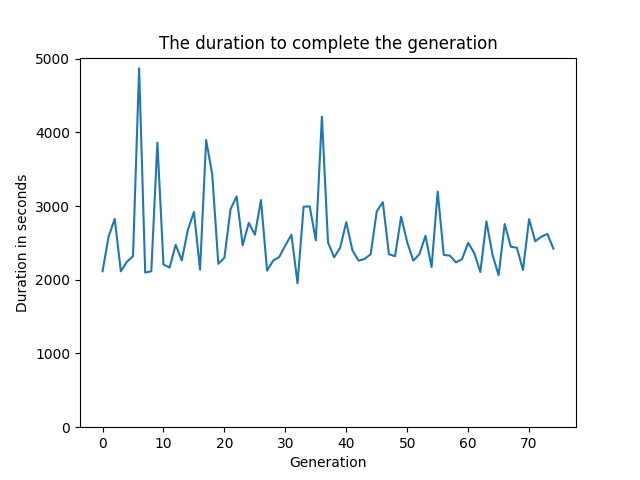 The duration to complete the generation
5000
4000
3000
2000
1000
0
Duration in seconds
0 10 20 30 40 50 60 70
Generation